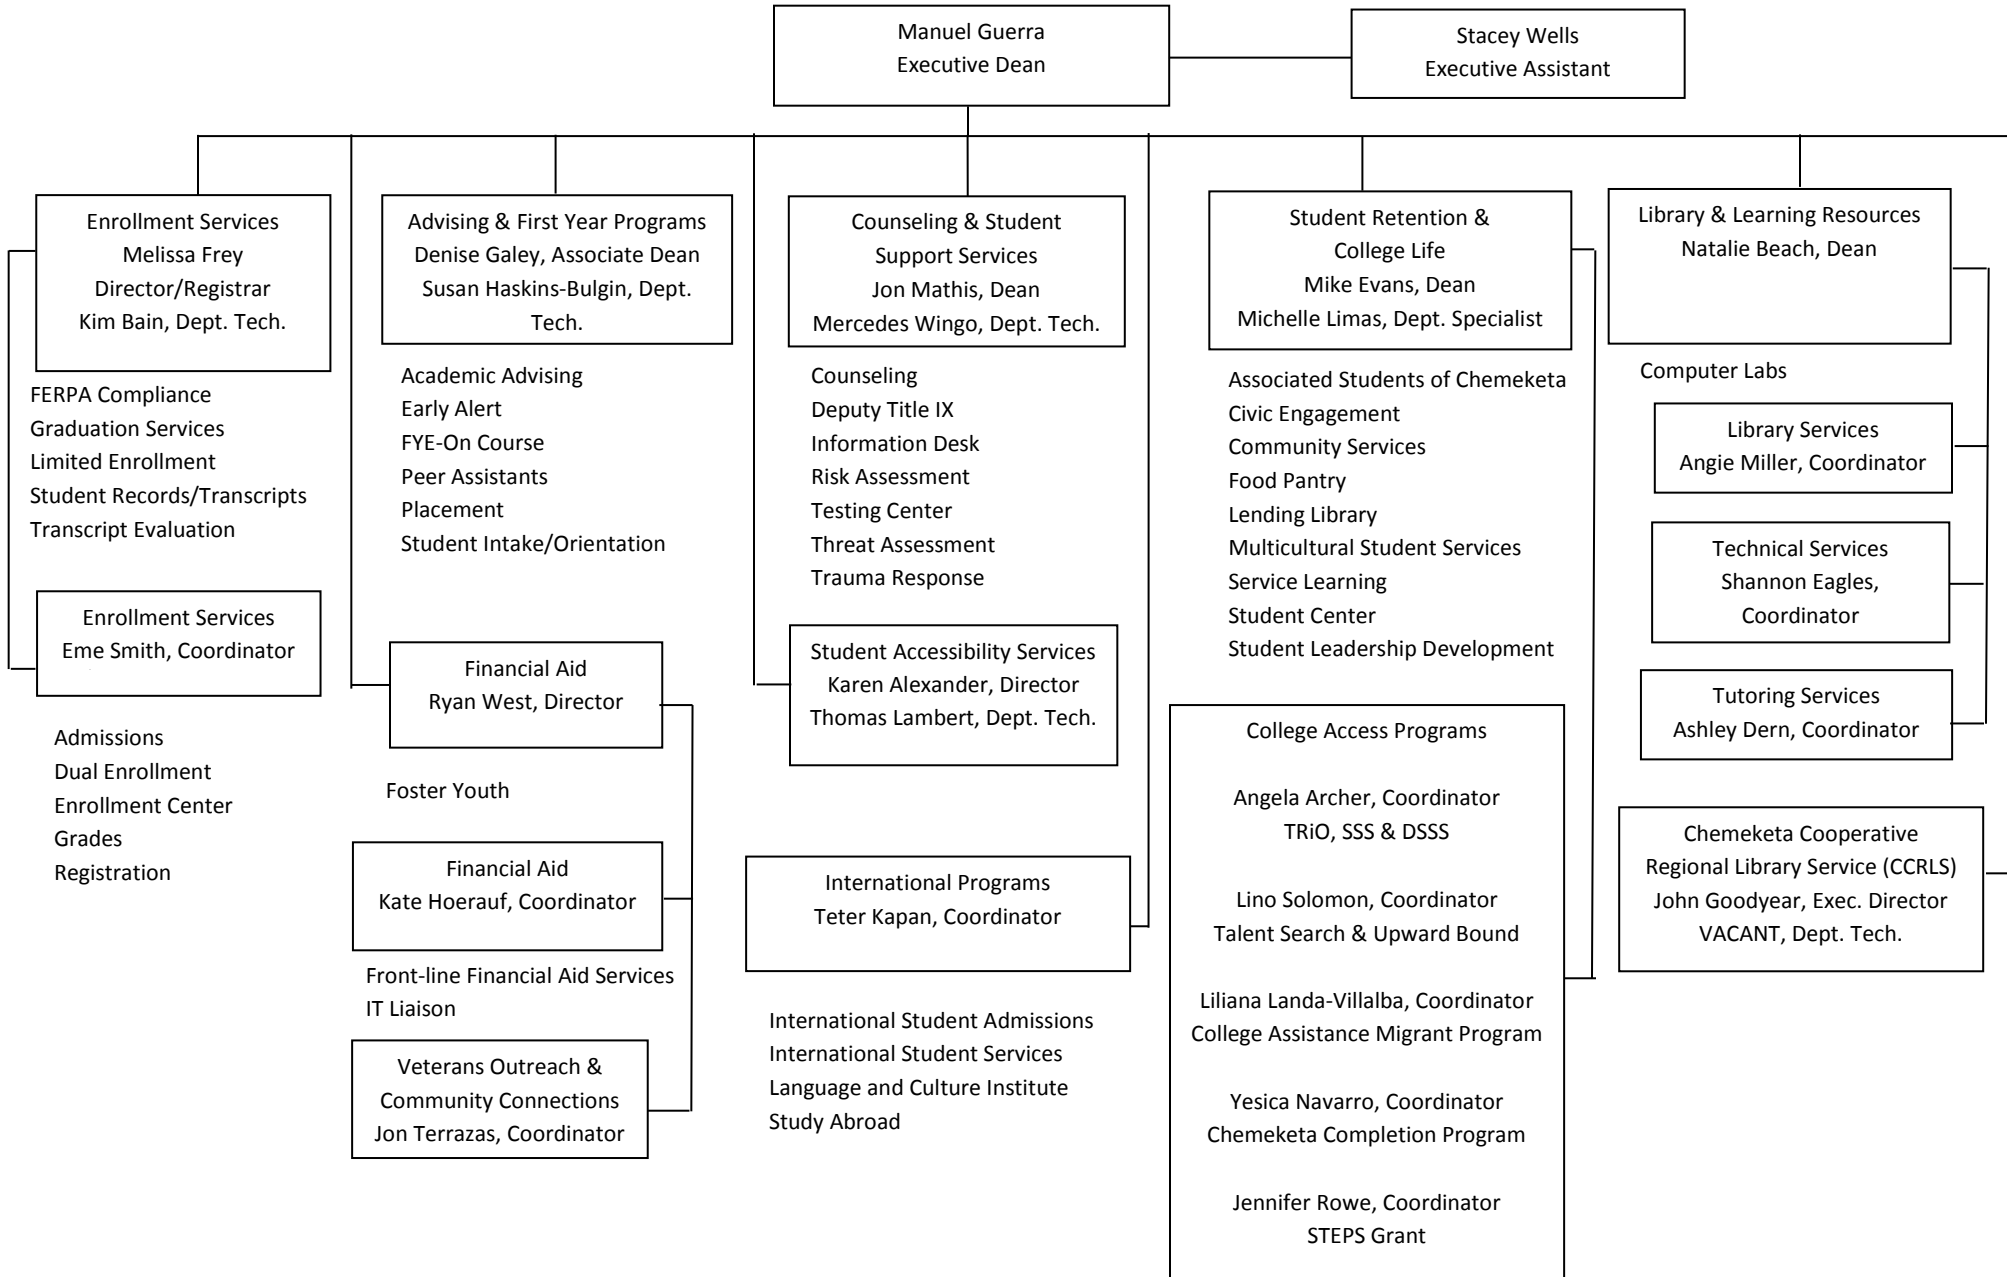 Manuel Guerra
Executive Dean
Stacey Wells
Executive Assistant
Enrollment Services
Melissa Frey
Director/Registrar
Kim Bain, Dept. Tech.
FERPA Compliance
Graduation Services
Limited Enrollment
Student Records/Transcripts
Transcript Evaluation
Enrollment Services
Eme Smith, Coordinator
Admissions
Dual Enrollment
Enrollment Center
Grades
Registration
Advising & First Year Programs
Denise Galey, Associate Dean
Susan Haskins-Bulgin, Dept.
Tech.
Academic Advising
Early Alert
FYE-On Course
Peer Assistants
Placement
Student Intake/Orientation
Financial Aid
Ryan West, Director
Foster Youth
Financial Aid
Kate Hoerauf, Coordinator
Front-line Financial Aid Services
IT Liaison
Veterans Outreach &
Community Connections
Jon Terrazas, Coordinator
Counseling & Student
Support Services
Jon Mathis, Dean
Mercedes Wingo, Dept. Tech.
Counseling
Deputy Title IX
Information Desk
Risk Assessment
Testing Center
Threat Assessment
Trauma Response
Student Accessibility Services
Karen Alexander, Director
Thomas Lambert, Dept. Tech.
International Programs
Teter Kapan, Coordinator
International Student Admissions
International Student Services
Language and Culture Institute
Study Abroad
Student Retention &
College Life
Mike Evans, Dean
Michelle Limas, Dept. Specialist
Associated Students of Chemeketa
Civic Engagement
Community Services
Food Pantry
Lending Library
Multicultural Student Services
Service Learning
Student Center
Student Leadership Development
College Access Programs
Angela Archer, Coordinator
TRiO, SSS & DSSS
Lino Solomon, Coordinator
Talent Search & Upward Bound
Liliana Landa-Villalba, Coordinator
College Assistance Migrant Program
Yesica Navarro, Coordinator
Chemeketa Completion Program
Jennifer Rowe, Coordinator
STEPS Grant
Library & Learning Resources
Natalie Beach, Dean
Computer Labs
Library Services
Angie Miller, Coordinator
Technical Services
Shannon Eagles,
Coordinator
Tutoring Services
Ashley Dern, Coordinator
Chemeketa Cooperative
Regional Library Service (CCRLS)
John Goodyear, Exec. Director
VACANT, Dept. Tech.